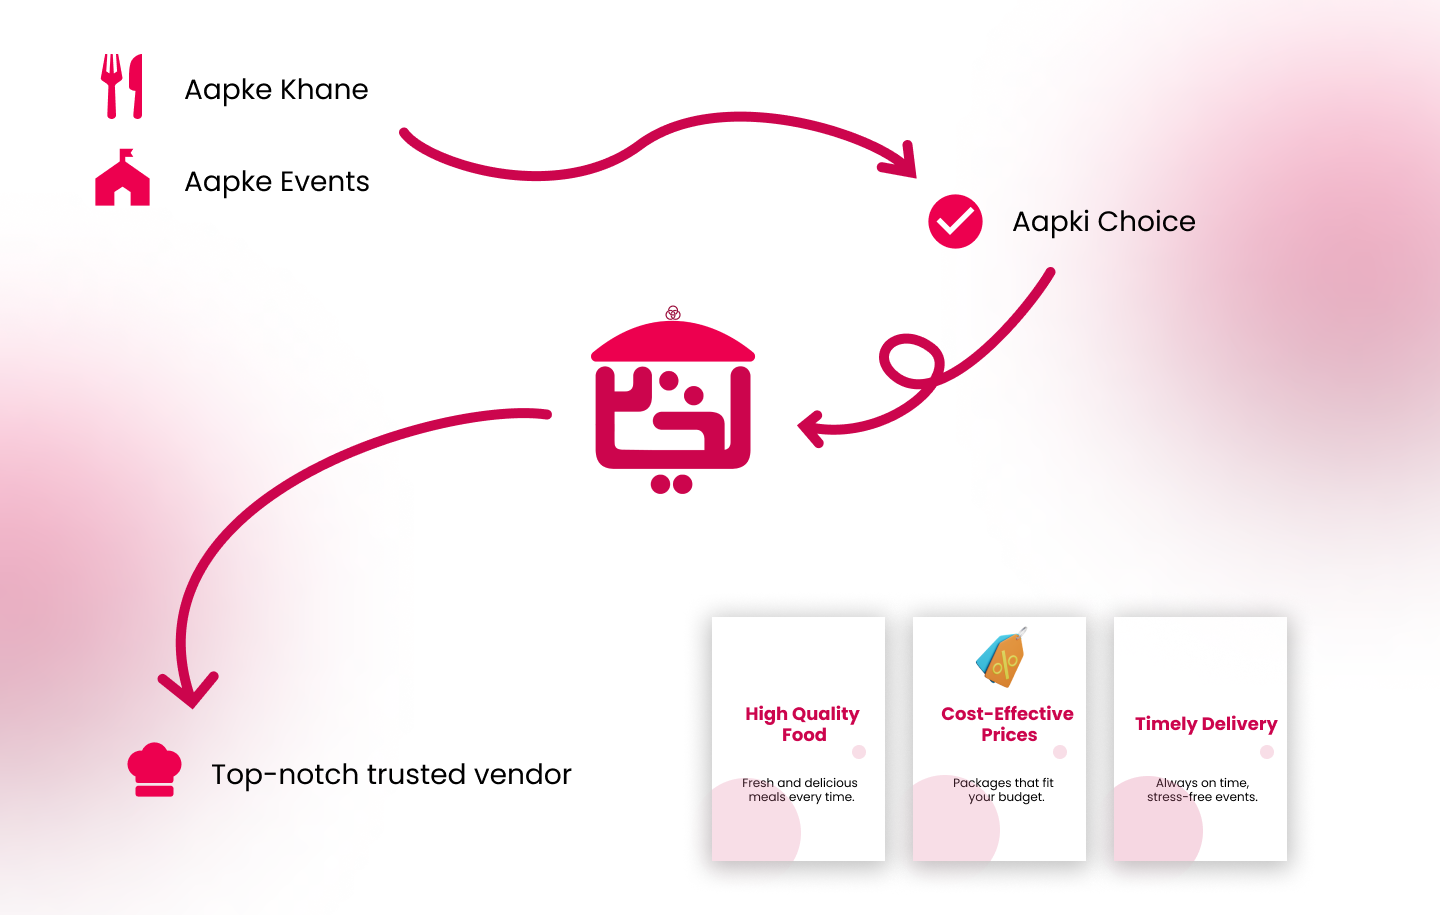 Aapke Khane
Aapke Events
Aapki Choice
Top-notch trusted vendor
High Quality
Food
Fresh and delicious
meals every time.
Cost-Effective
Prices
%
Packages that fit
your budget.
Timely Delivery
Always on time,
stress-free events.